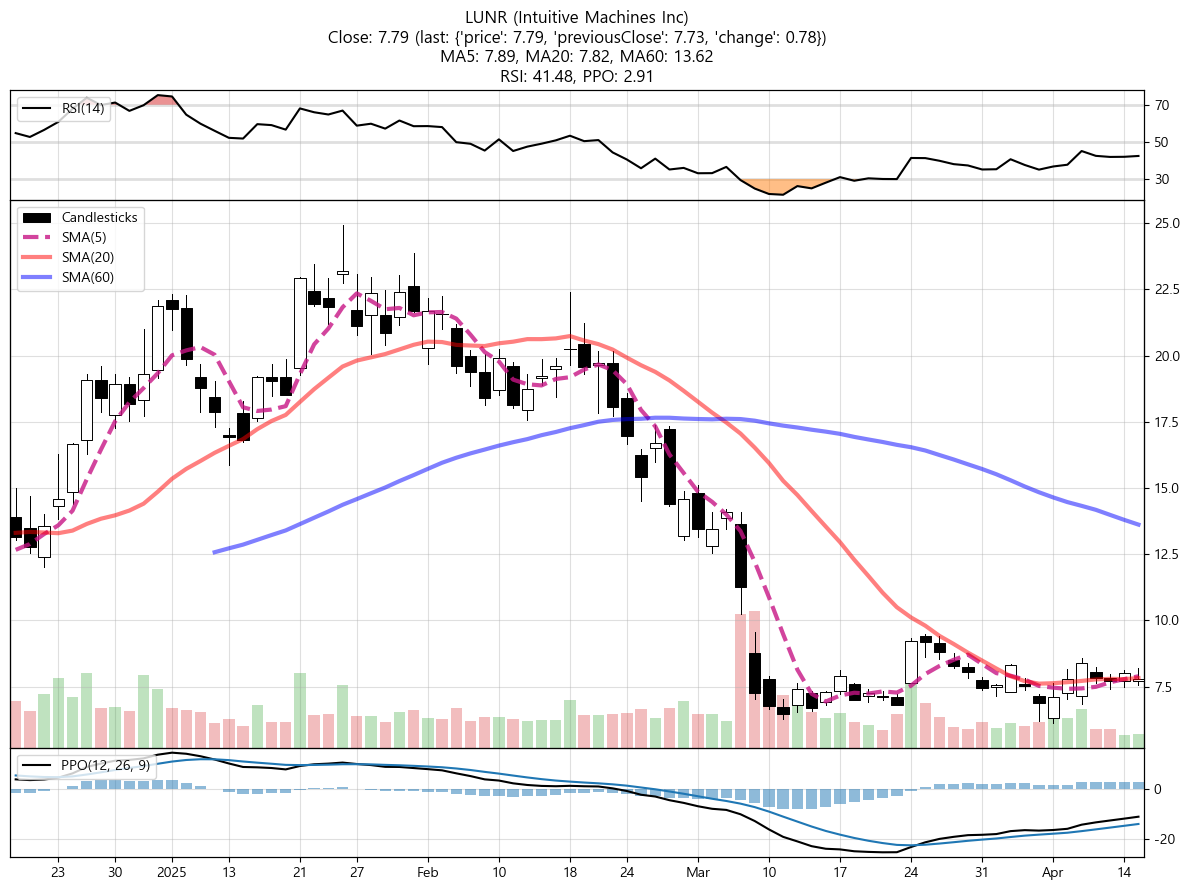 LUNR (Intuitive Machines Inc)
Close: 7.79 (last: {'price': 7.79, 'previousClose': 7.73, 'change': 0.78})
MA5: 7.89, MA20: 7.82, MA60: 13.62
RSI: 41.48, PPO: 2.91
RSI(14)
70
50
30
Candlesticks
SMA(5)
SMA(20)
SMA(60)
25.0
22.5
20.0
17.5
15.0
12.5
10.0
7.5
PPO(12, 26, 9)
0
-20
23 30 2025 13 21 27 Feb 10 18 24 Mar 10 17 24 31 Apr 14